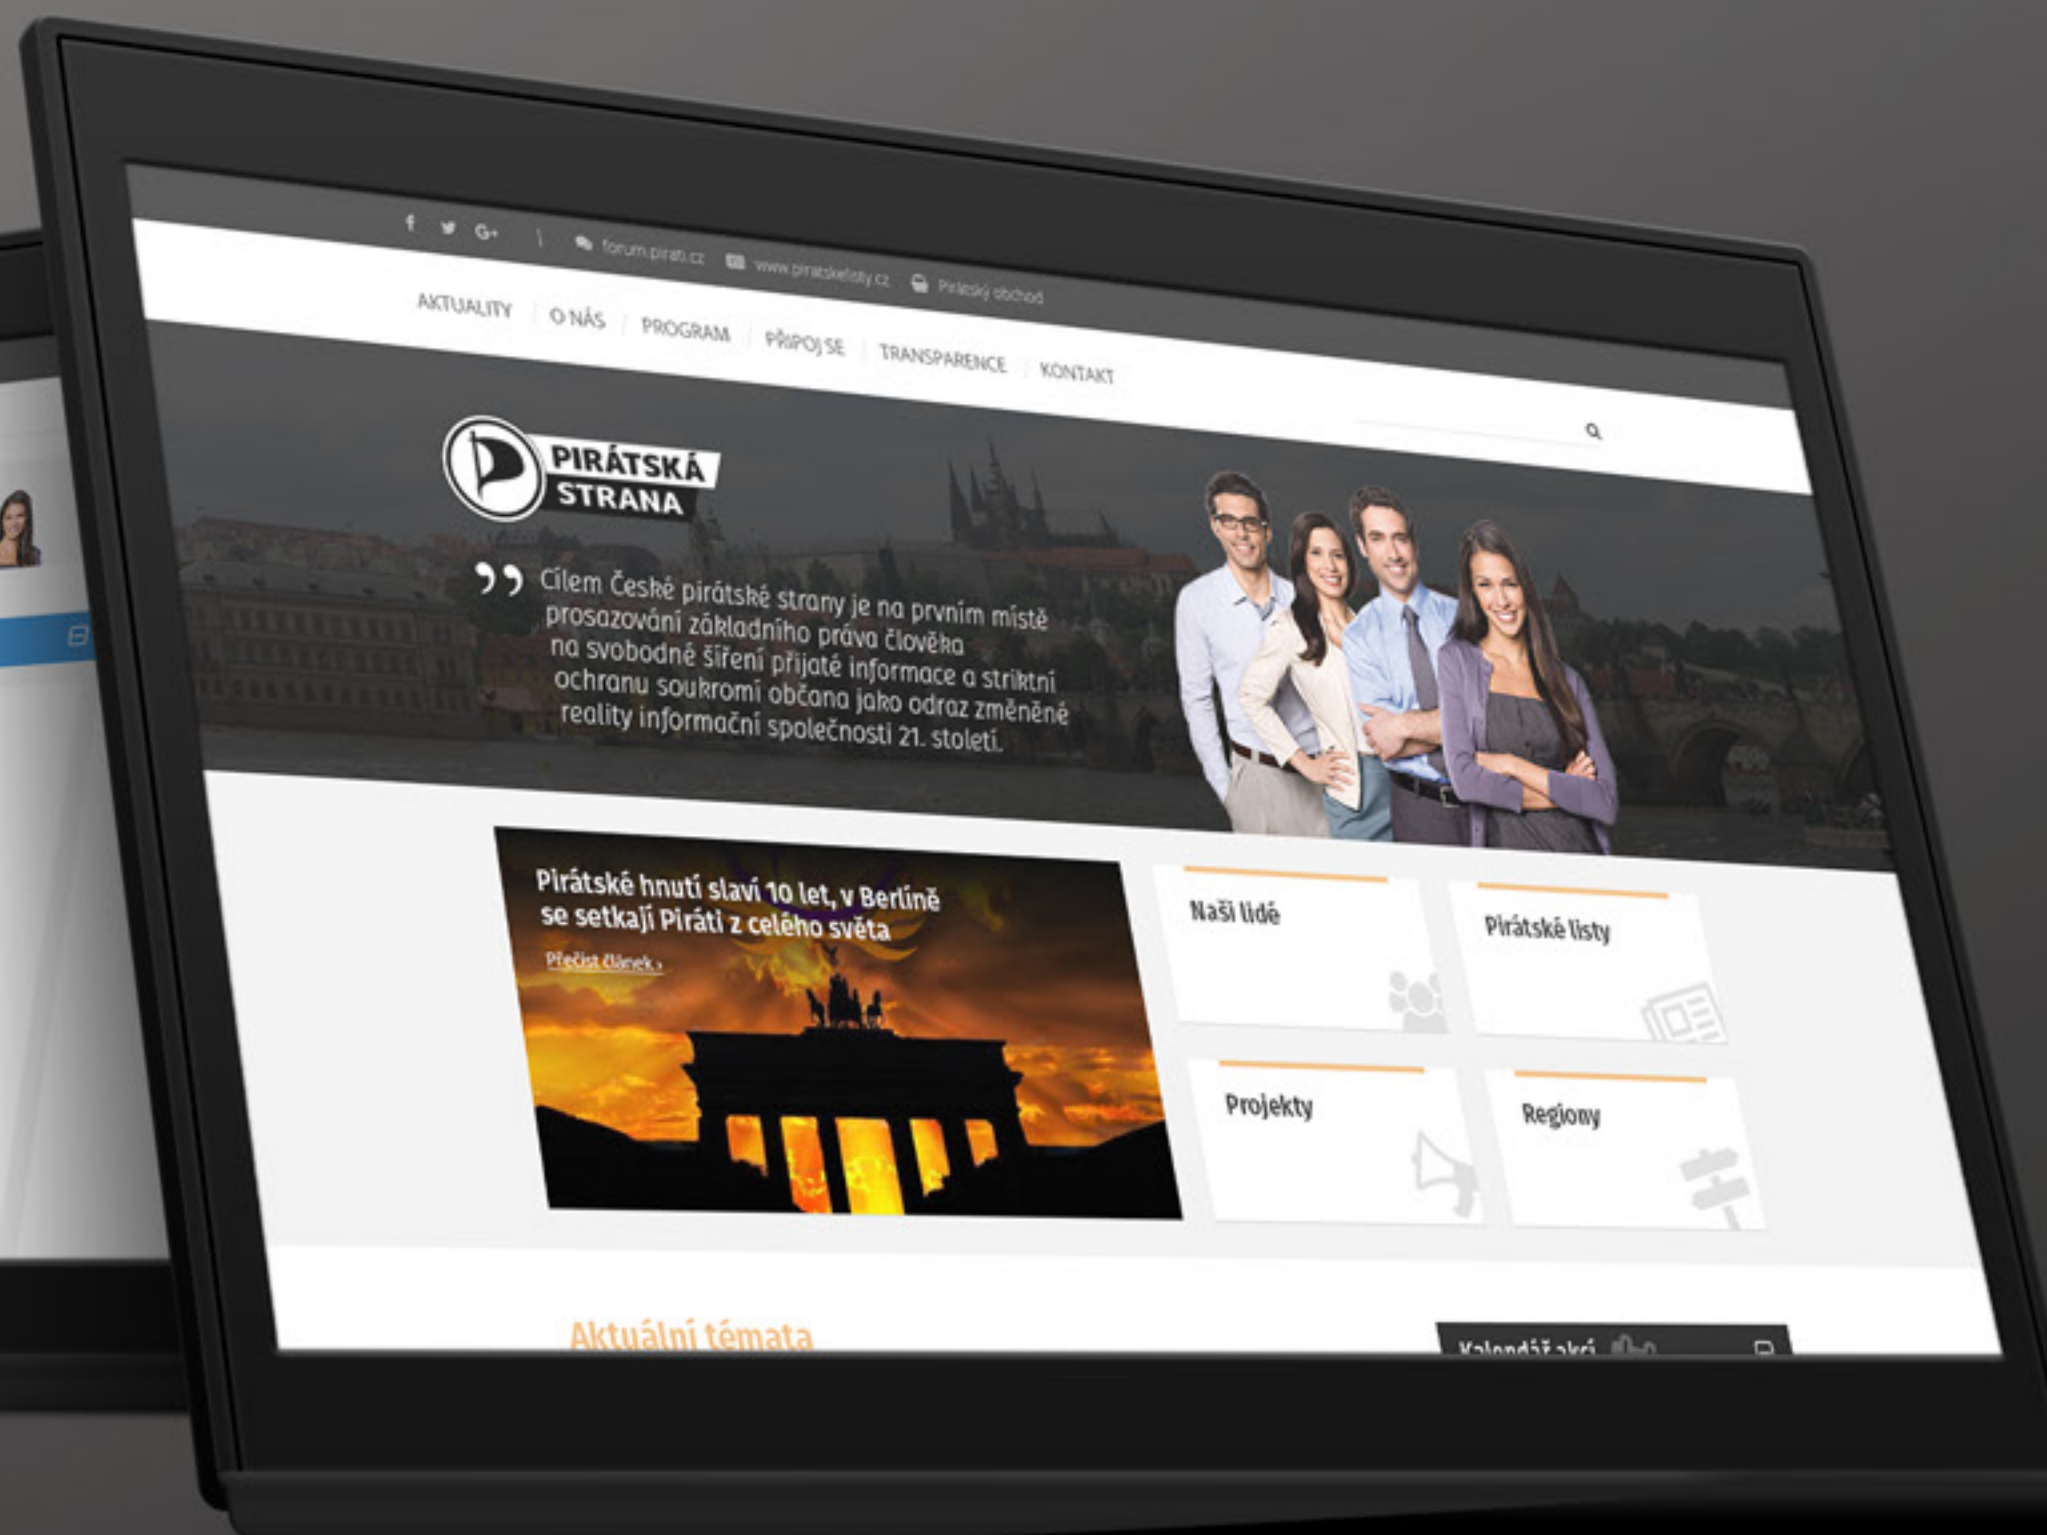 forum.pirati.cz
www.piratskelisty.cz
Pirátský obchod
AKTUALITY
O NÁS
PROGRAM
PŘIPOJ SE
TRANSPARENCE
KONTAKT
PIRÁTSKÁ
STRANA
Cílem České pirátské strany je na prvním místě
prosazování základního práva člověka
na svobodné šíření přijaté informace a striktní
ochranu soukromí občana jako odraz změněné
reality informační společnosti 21. století.
Pirátské hnutí slaví 10 let, v Berlíně
se setkají Piráti z celého světa
Přečíst článek ›
Naši lidé
Pirátské listy
Projekty
Regiony
Aktuální témata
Kalendář akcí